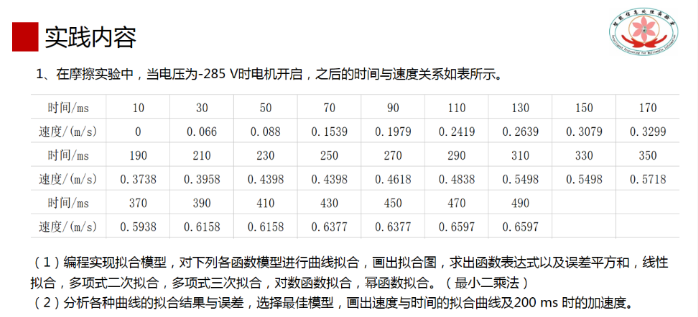 实践内容
1、在摩擦实验中，当电压为-285 V时电机开启，之后的时间与速度关系如表所示。
时间/ms 10 30 50 70 90 110 130 150 170
速度/(m/s) 0 0.066 0.088 0.1539 0.1979 0.2419 0.2639 0.3079 0.3299
时间/ms 190 210 230 250 270 290 310 330 350
速度/(m/s) 0.3738 0.3958 0.4398 0.4398 0.4618 0.4838 0.5498 0.5498 0.5718
时间/ms 370 390 410 430 450 470 490
速度/(m/s) 0.5938 0.6158 0.6158 0.6377 0.6377 0.6597 0.6597
（1）编程实现拟合模型，对下列各函数模型进行曲线拟合，画出拟合图，求出函数表达式以及误差平方和，线性
拟合，多项式二次拟合，多项式三次拟合，对数函数拟合，幂函数拟合。（最小二乘法）
（2）分析各种曲线的拟合结果与误差，选择最佳模型，画出速度与时间的拟合曲线及200 ms 时的加速度。